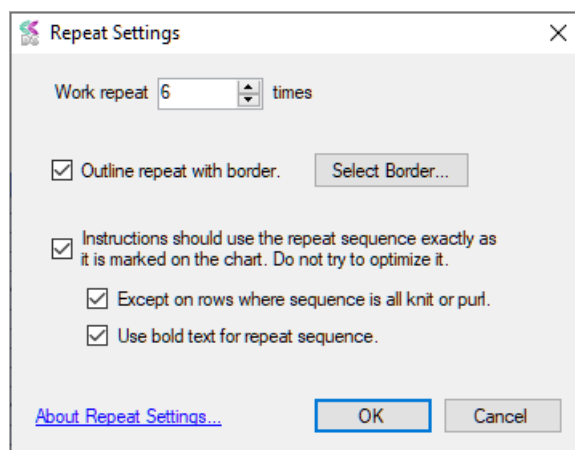 Repeat Settings
Work repeat 6 times
Outline repeat with border. Select Border...
Instructions should use the repeat sequence exactly as
it is marked on the chart. Do not try to optimize it.
Except on rows where sequence is all knit or purl.
Use bold text for repeat sequence.
About Repeat Settings... OK Cancel